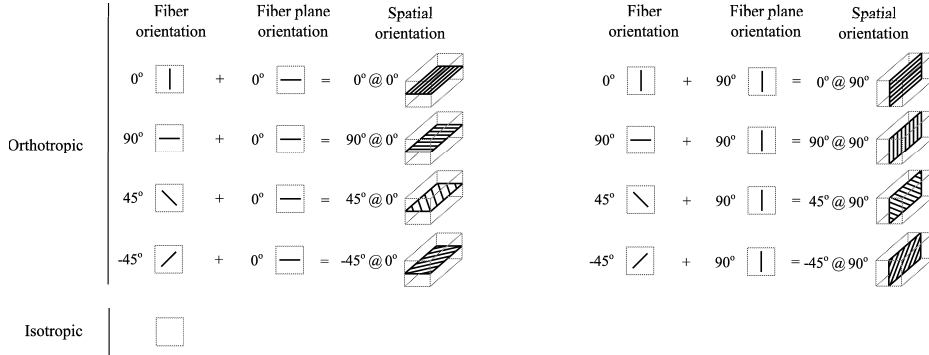 Fiber orientation Fiber plane orientation Spatial orientation Fiber orientation Fiber plane orientation Spatial orientation
0° + 0° = 0°@0° 0° + 90° = 0°@90°
Orthotropic
90° + 0° = 90°@0° 90° + 90° = 90°@90°
45° + 0° = 45°@0° 45° + 90° = 45°@90°
-45° + 0° = -45°@0° -45° + 90° = -45°@90°
Isotropic